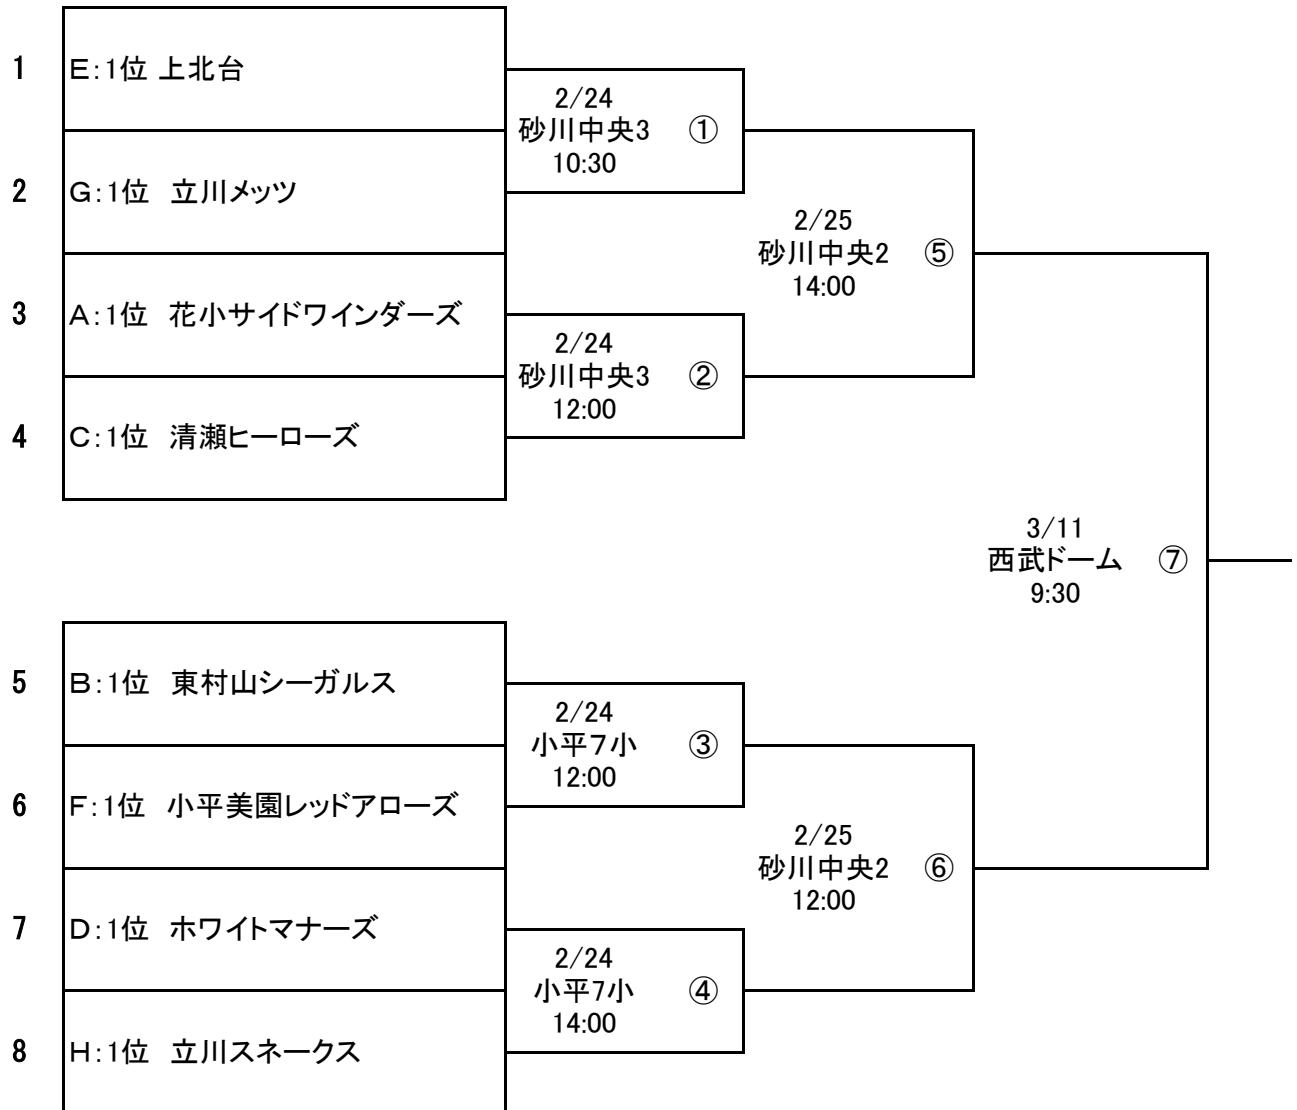 1 E:1位 上北台
2/24
砂川中央3 ①
10:30
2 G:1位 立川メッツ
2/25
砂川中央2 ⑤
14:00
3 A:1位 花小サイドワインダーズ
2/24
砂川中央3 ②
12:00
4 C:1位 清瀬ヒーローズ
3/11
西武ドーム ⑦
9:30
5 B:1位 東村山シーガルス
2/24
小平7小 ③
12:00
6 F:1位 小平美園レッドアローズ
2/25
砂川中央2 ⑥
12:00
7 D:1位 ホワイトマナーズ
2/24
小平7小 ④
14:00
8 H:1位 立川スネークス